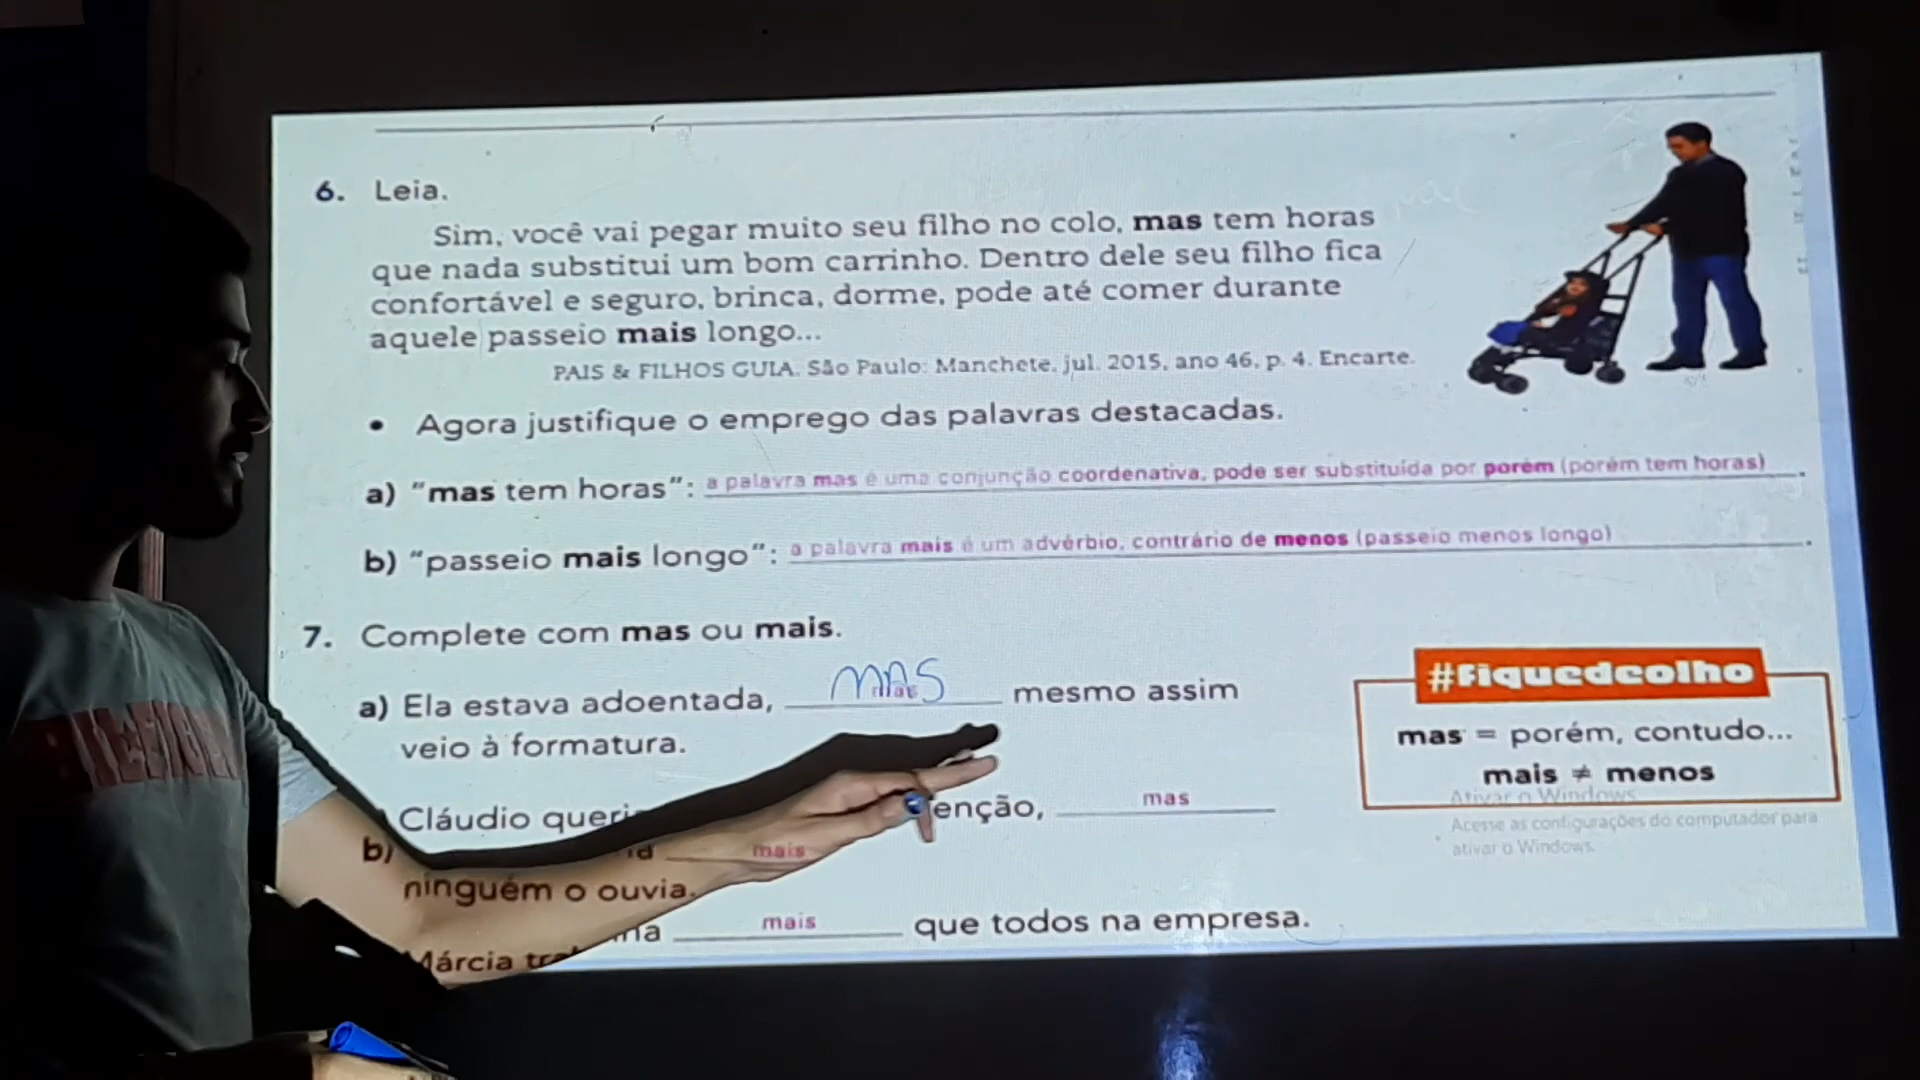 6. Leia.
Sim, você vai pegar muito seu filho no colo, mas tem horas
que nada substitui um bom carrinho. Dentro dele seu filho fica
confortável e seguro, brinca, dorme, pode até comer durante
aquele passeio mais longo...
PAIS & FILHOS GUIA. São Paulo: Manchete, jul. 2015, ano 46, p. 4. Encarte.
• Agora justifique o emprego das palavras destacadas.
a) “mas tem horas”: a palavra mas é uma conjunção coordenativa, pode ser substituída por porém (porém tem horas).
b) “passeio mais longo”: a palavra mais é um advérbio, contrário de menos (passeio menos longo).
7. Complete com mas ou mais.
a) Ela estava adoentada, mas mesmo assim
veio à formatura.
#fiquedeolho
mas = porém, contudo...
mais ≠ menos
Ativar o Windows
Acesse as configurações do computador para
ativar o Windows.
Cláudio enção, mas
b) mais
ninguém o ouvia.
mais que todos na empresa.
Márcia